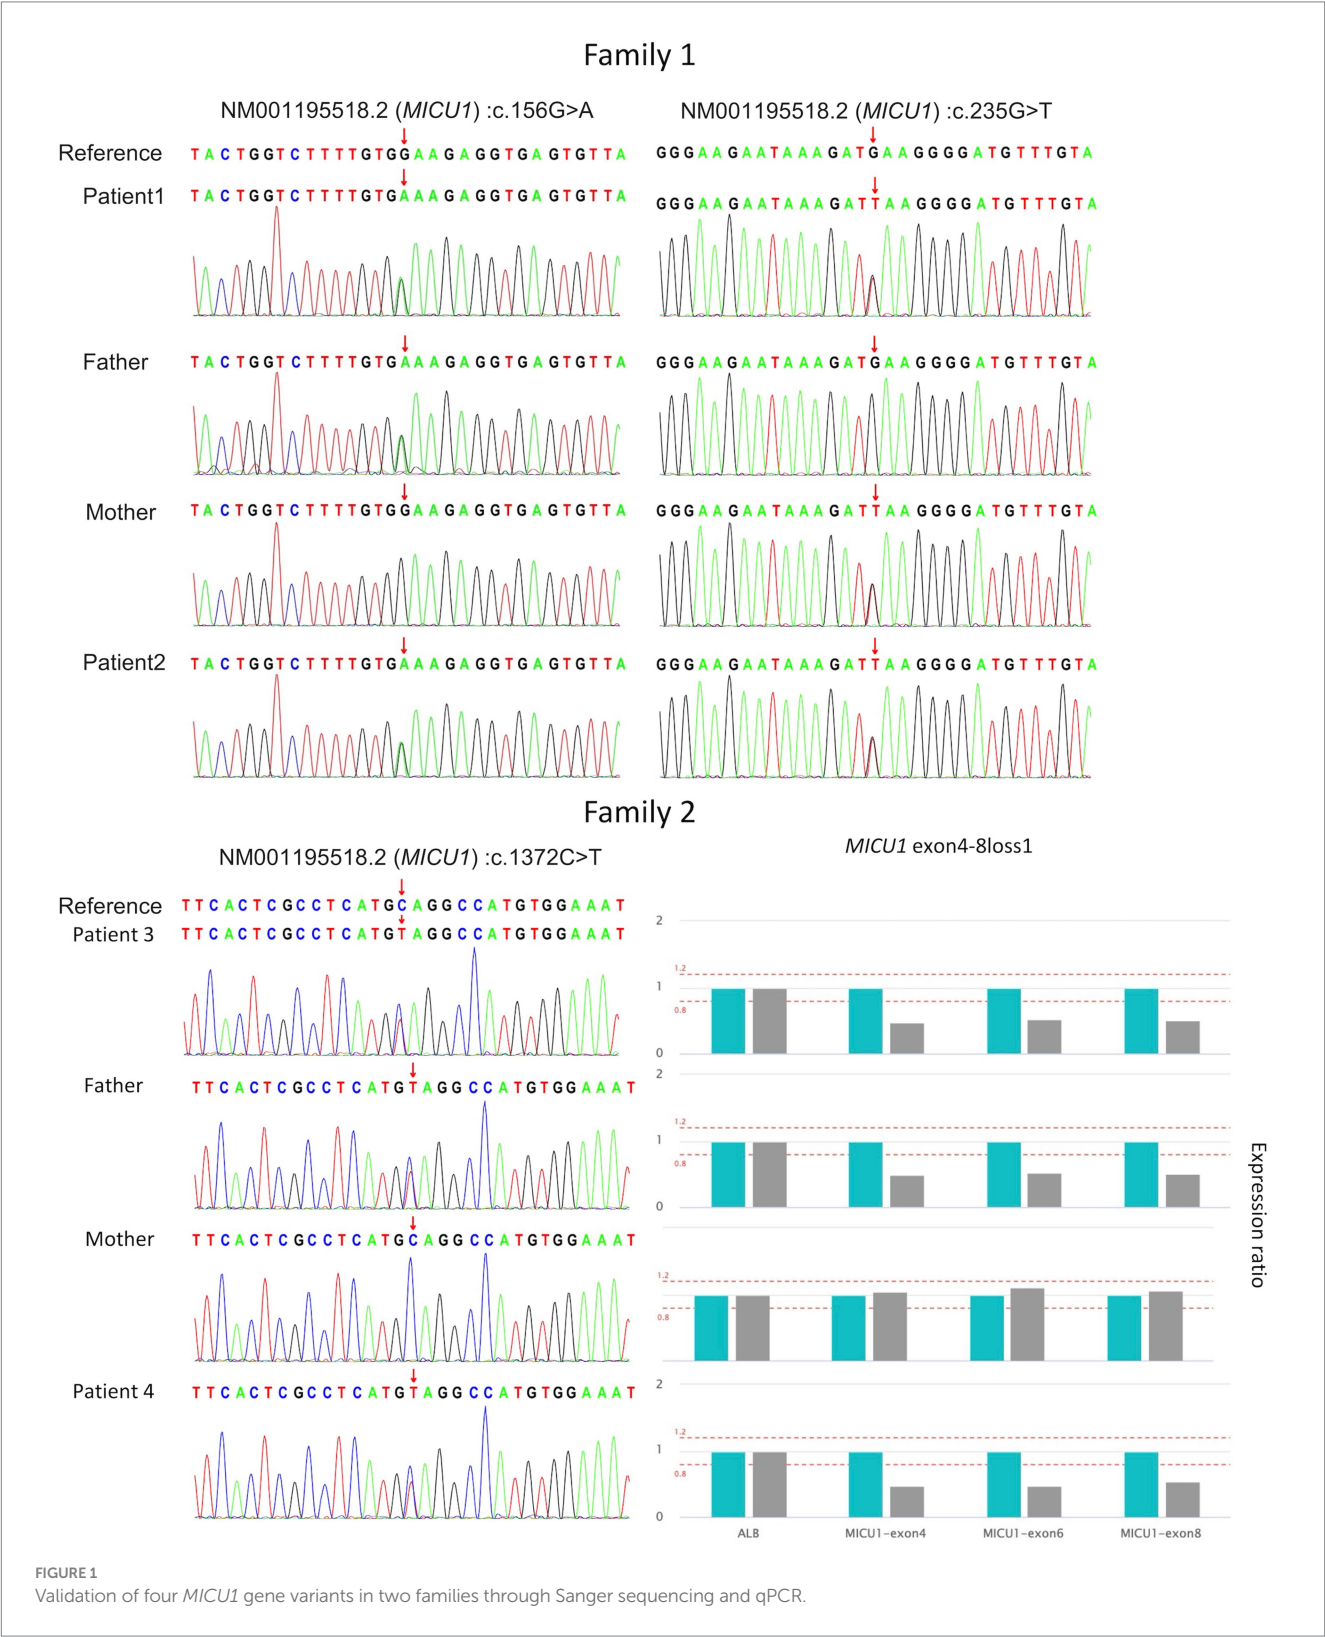 Family 1
NM001195518.2 (MICU1) :c.156G>A
NM001195518.2 (MICU1) :c.235G>T
Reference
TACTGGTCTTTTGTGGAAGAGGTGAGTGTTA
GGGAAGAATAAAGATGAAGGGGATGTTTGTA
Patient1
TACTGGTCTTTTGTGAAAGAGGTGAGTGTTA
GGGAAGAATAAAGATTAAGGGGATGTTTGTA
Father
TACTGGTCTTTTGTGAAAGAGGTGAGTGTTA
GGGAAGAATAAAGATGAAGGGGATGTTTGTA
Mother
TACTGGTCTTTTGTGGAAGAGGTGAGTGTTA
GGGAAGAATAAAGATTAAGGGGATGTTTGTA
Patient2
TACTGGTCTTTTGTGAAAGAGGTGAGTGTTA
GGGAAGAATAAAGATTAAGGGGATGTTTGTA
Family 2
NM001195518.2 (MICU1) :c.1372C>T
MICU1 exon4-8loss1
Reference
TTCACTCGCCTCATGCAGGCCATGTGGAAAT
Patient 3
TTCACTCGCCTCATGTAGGCCATGTGGAAAT
2
1.2
1
0.8
0
Father
TTCACTCGCCTCATGTAGGCCATGTGGAAAT
2
1.2
1
0.8
0
Mother
TTCACTCGCCTCATGCAGGCCATGTGGAAAT
1.2
0.8
Patient 4
TTCACTCGCCTCATGTAGGCCATGTGGAAAT
2
1.2
1
0.8
0
ALB
MICU1-exon4
MICU1-exon6
MICU1-exon8
Expression ratio
FIGURE 1
Validation of four MICU1 gene variants in two families through Sanger sequencing and qPCR.